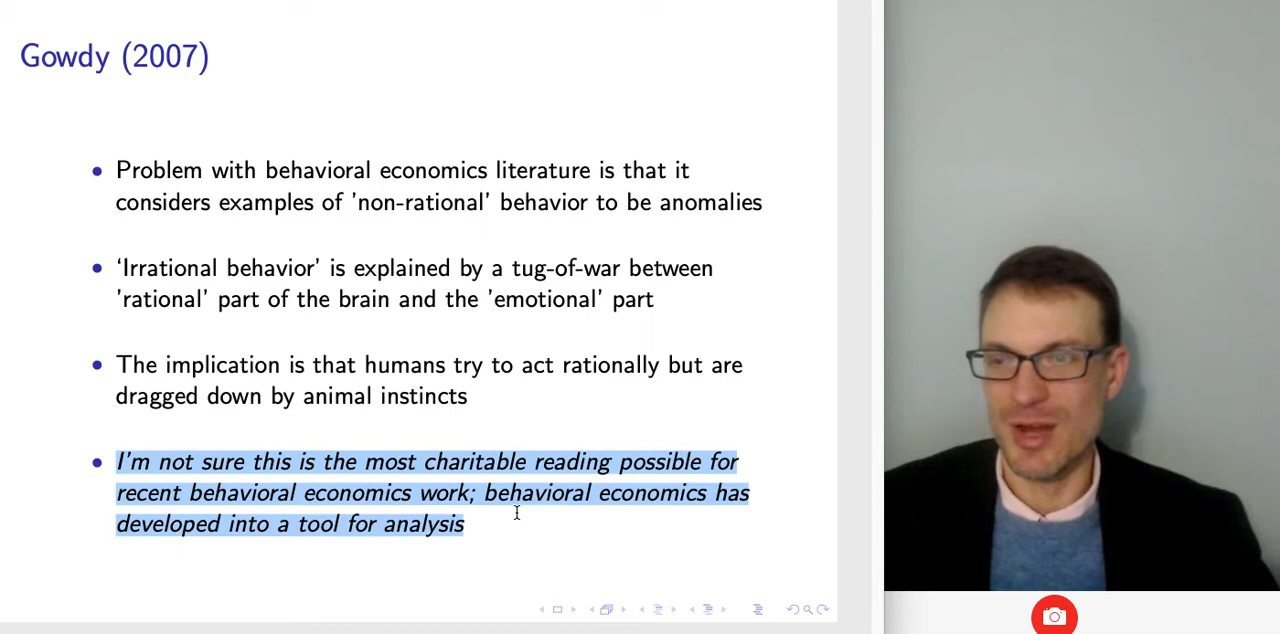 Gowdy (2007)
• Problem with behavioral economics literature is that it
considers examples of 'non-rational' behavior to be anomalies
• ‘Irrational behavior’ is explained by a tug-of-war between
'rational' part of the brain and the 'emotional' part
• The implication is that humans try to act rationally but are
dragged down by animal instincts
• I'm not sure this is the most charitable reading possible for
recent behavioral economics work; behavioral economics has
developed into a tool for analysis